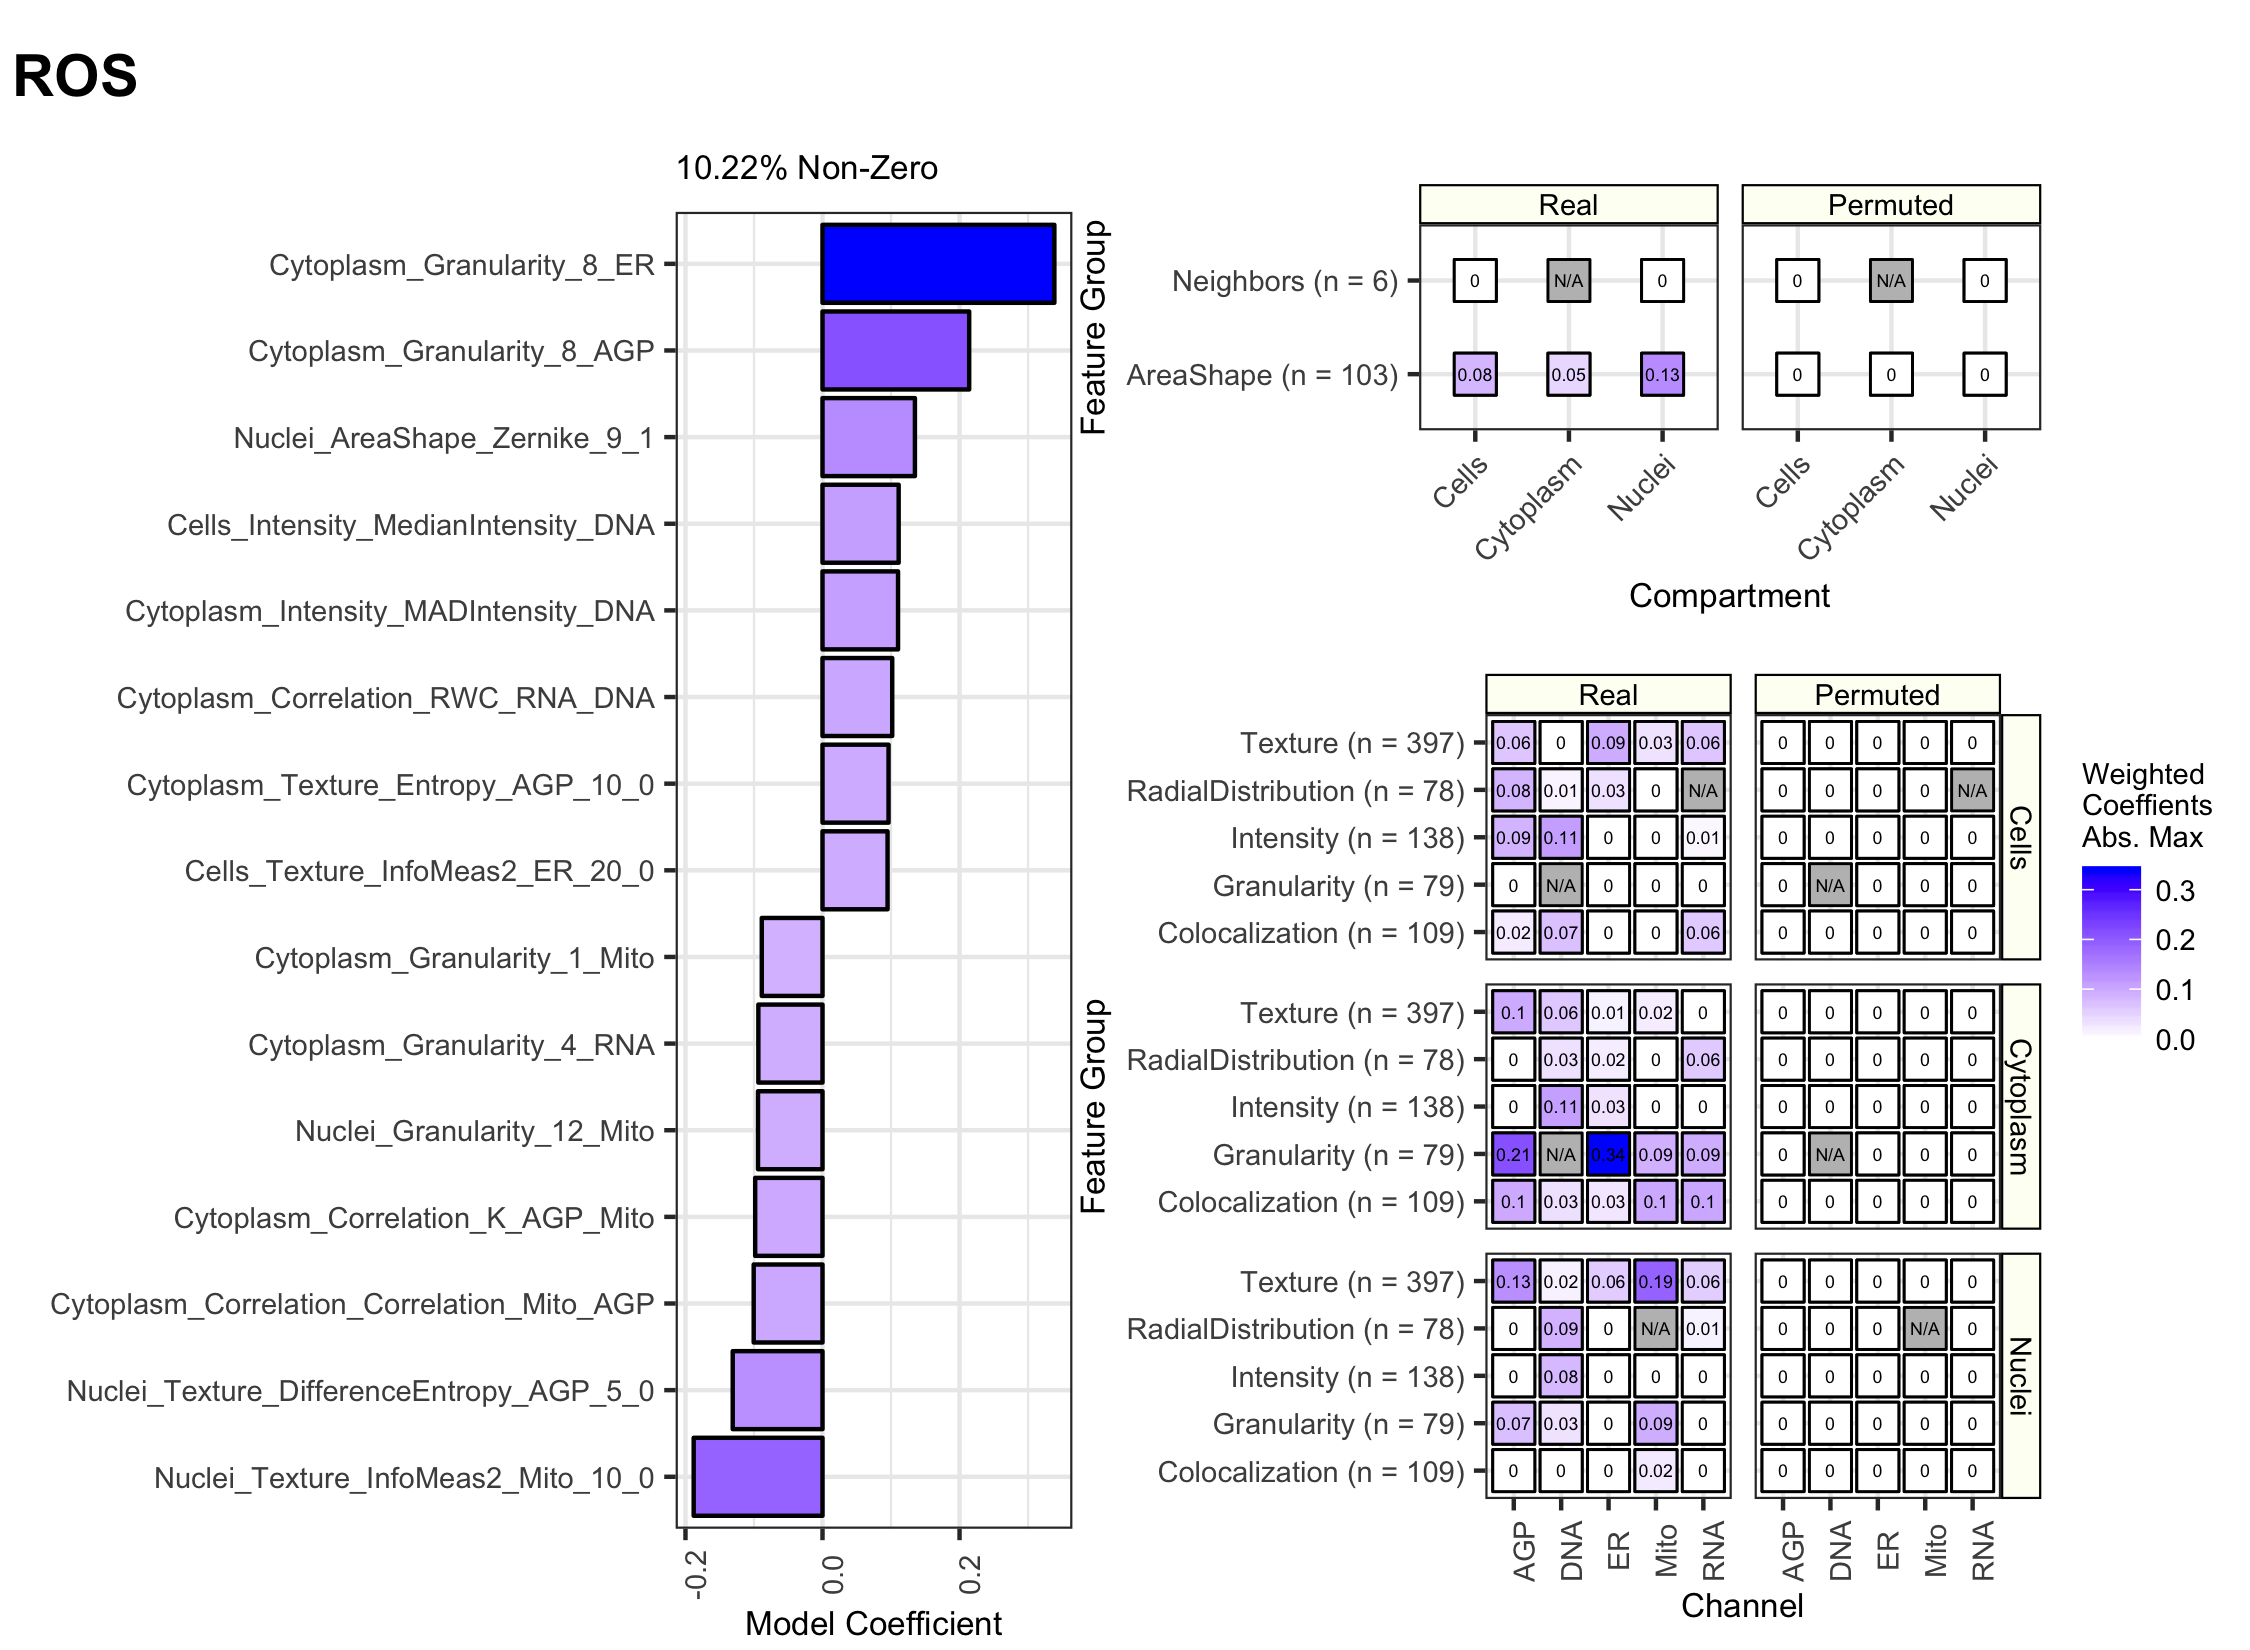 ROS
10.22% Non-Zero
Cytoplasm_Granularity_8_ER
Cytoplasm_Granularity_8_AGP
Nuclei_AreaShape_Zernike_9_1
Cells_Intensity_MedianIntensity_DNA
Cytoplasm_Intensity_MADIntensity_DNA
Cytoplasm_Correlation_RWC_RNA_DNA
Cytoplasm_Texture_Entropy_AGP_10_0
Cells_Texture_InfoMeas2_ER_20_0
Cytoplasm_Granularity_1_Mito
Cytoplasm_Granularity_4_RNA
Nuclei_Granularity_12_Mito
Cytoplasm_Correlation_K_AGP_Mito
Cytoplasm_Correlation_Correlation_Mito_AGP
Nuclei_Texture_DifferenceEntropy_AGP_5_0
Nuclei_Texture_InfoMeas2_Mito_10_0
-0.2 0.0 0.2
Model Coefficient
Feature Group
Real Permuted
Neighbors (n = 6) 0 N/A 0 0 N/A 0
AreaShape (n = 103) 0.08 0.05 0.13 0 0 0
Cells Cytoplasm Nuclei Cells Cytoplasm Nuclei
Compartment
Feature Group
Real Permuted
Texture (n = 397) 0.06 0 0.09 0.03 0.06 0 0 0 0 0
RadialDistribution (n = 78) 0.08 0.01 0.03 0 N/A 0 0 0 0 N/A
Intensity (n = 138) 0.09 0.11 0 0 0.01 0 0 0 0 0
Granularity (n = 79) 0 N/A 0 0 0 0 N/A 0 0 0
Colocalization (n = 109) 0.02 0.07 0 0 0.06 0 0 0 0 0
Cells
Texture (n = 397) 0.1 0.06 0.01 0.02 0 0 0 0 0 0
RadialDistribution (n = 78) 0 0.03 0.02 0 0.06 0 0 0 0 0
Intensity (n = 138) 0 0.11 0.03 0 0 0 0 0 0 0
Granularity (n = 79) 0.21 N/A 0.34 0.09 0.09 0 N/A 0 0 0
Colocalization (n = 109) 0.1 0.03 0.03 0.1 0.1 0 0 0 0 0
Cytoplasm
Texture (n = 397) 0.13 0.02 0.06 0.19 0.06 0 0 0 0 0
RadialDistribution (n = 78) 0 0.09 0 N/A 0.01 0 0 0 N/A 0
Intensity (n = 138) 0 0.08 0 0 0 0 0 0 0 0
Granularity (n = 79) 0.07 0.03 0 0.09 0 0 0 0 0 0
Colocalization (n = 109) 0 0 0 0.02 0 0 0 0 0 0
Nuclei
AGP DNA ER Mito RNA AGP DNA ER Mito RNA
Channel
Weighted
Coeffients
Abs. Max
0.3
0.2
0.1
0.0